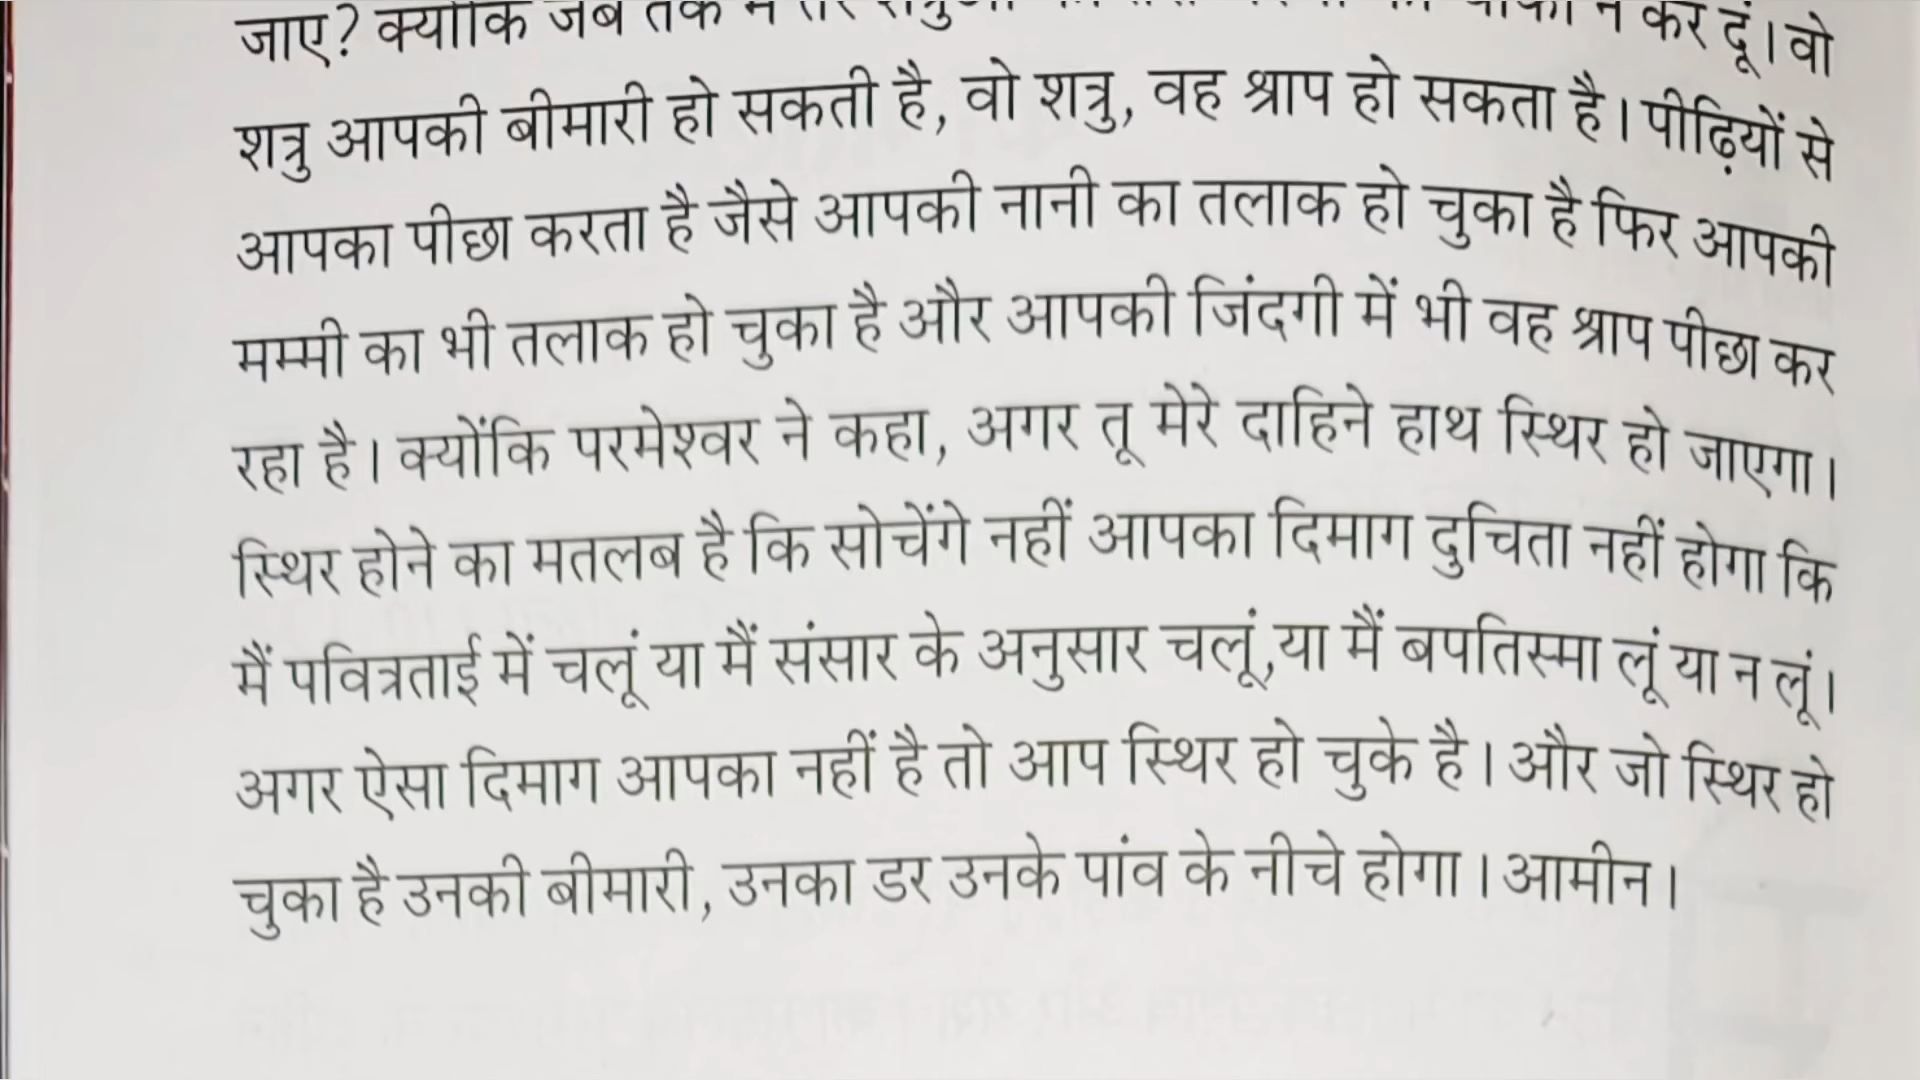 जाए? क्योंकि जब तक न कर दूं। वो
शत्रु आपकी बीमारी हो सकती है, वो शत्रु, वह श्राप हो सकता है। पीढ़ियों से
आपका पीछा करता है जैसे आपकी नानी का तलाक हो चुका है फिर आपकी
मम्मी का भी तलाक हो चुका है और आपकी जिंदगी में भी वह श्राप पीछा कर
रहा है। क्योंकि परमेश्वर ने कहा, अगर तू मेरे दाहिने हाथ स्थिर हो जाएगा।
स्थिर होने का मतलब है कि सोचेंगे नहीं आपका दिमाग दुचिता नहीं होगा कि
मैं पवित्रताई में चलूं या मैं संसार के अनुसार चलूं,या मैं बपतिस्मा लूं या न लूं।
अगर ऐसा दिमाग आपका नहीं है तो आप स्थिर हो चुके है। और जो स्थिर हो
चुका है उनकी बीमारी, उनका डर उनके पांव के नीचे होगा। आमीन।